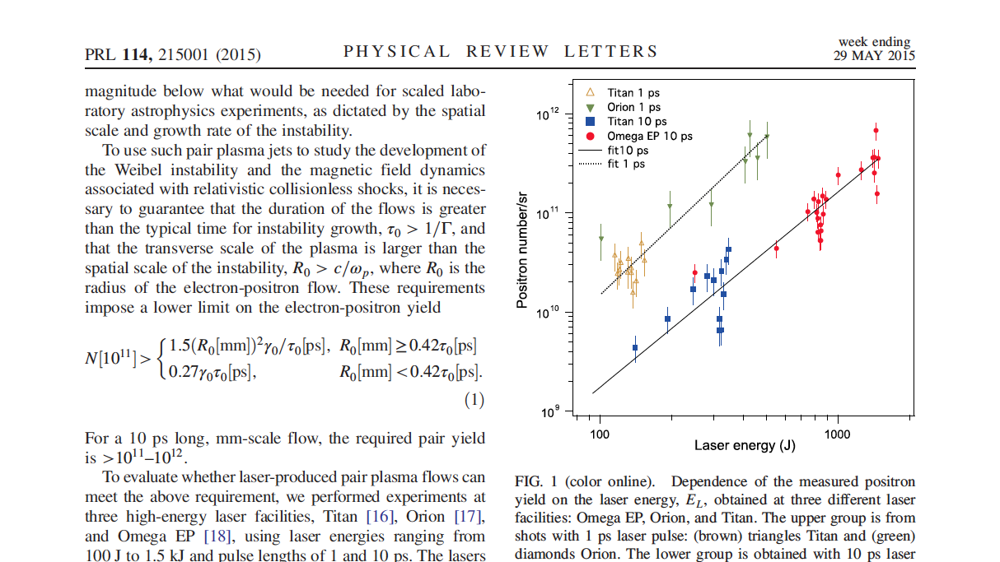 PRL 114, 215001 (2015)
PHYSICAL REVIEW LETTERS
week ending
29 MAY 2015
magnitude below what would be needed for scaled labo-
ratory astrophysics experiments, as dictated by the spatial
scale and growth rate of the instability.
To use such pair plasma jets to study the development of
the Weibel instability and the magnetic field dynamics
associated with relativistic collisionless shocks, it is neces-
sary to guarantee that the duration of the flows is greater
than the typical time for instability growth, τ₀ > 1/Γ, and
that the transverse scale of the plasma is larger than the
spatial scale of the instability, R₀ > c/ωₚ, where R₀ is the
radius of the electron-positron flow. These requirements
impose a lower limit on the electron-positron yield
N[10¹¹] > { 1.5(R₀[mm])²γ₀/τ₀[ps], R₀[mm] ≥ 0.42τ₀[ps]
0.27γ₀τ₀[ps], R₀[mm] < 0.42τ₀[ps].
(1)
For a 10 ps long, mm-scale flow, the required pair yield
is >10¹¹–10¹².
To evaluate whether laser-produced pair plasma flows can
meet the above requirement, we performed experiments at
three high-energy laser facilities, Titan [16], Orion [17],
and Omega EP [18], using laser energies ranging from
100 J to 1.5 kJ and pulse lengths of 1 and 10 ps. The lasers
Titan 1 ps
Orion 1 ps
Titan 10 ps
Omega EP 10 ps
fit10 ps
fit 1 ps
10¹²
10¹¹
10¹⁰
10⁹
Positron number/sr
100
1000
Laser energy (J)
FIG. 1 (color online). Dependence of the measured positron
yield on the laser energy, E_L, obtained at three different laser
facilities: Omega EP, Orion, and Titan. The upper group is from
shots with 1 ps laser pulse: (brown) triangles Titan and (green)
diamonds Orion. The lower group is obtained with 10 ps laser